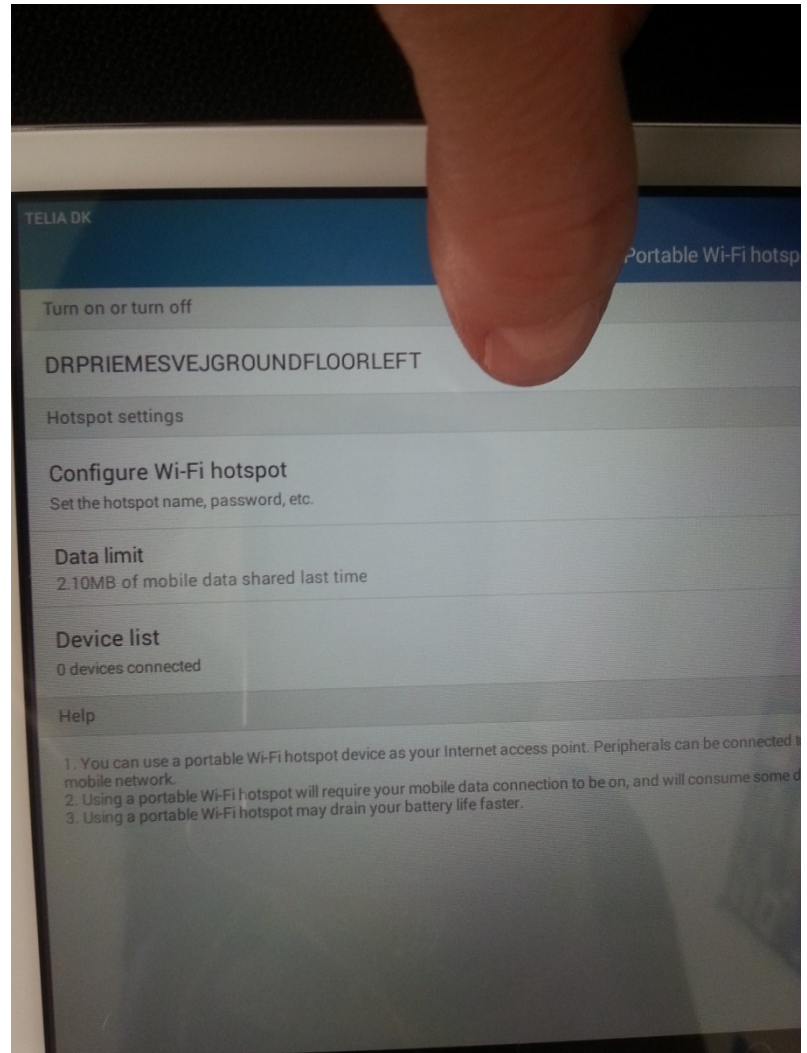 TELIA DK
Portable Wi-Fi hotsp
Turn on or turn off
DRPRIEMESVEJGROUNDFLOORLEFT
Hotspot settings
Configure Wi-Fi hotspot
Set the hotspot name, password, etc.
Data limit
2.10MB of mobile data shared last time
Device list
0 devices connected
Help
1. You can use a portable Wi-Fi hotspot device as your Internet access point. Peripherals can be connected
mobile network.
2. Using a portable Wi-Fi hotspot will require your mobile data connection to be on, and will consume some d
3. Using a portable Wi-Fi hotspot may drain your battery life faster.